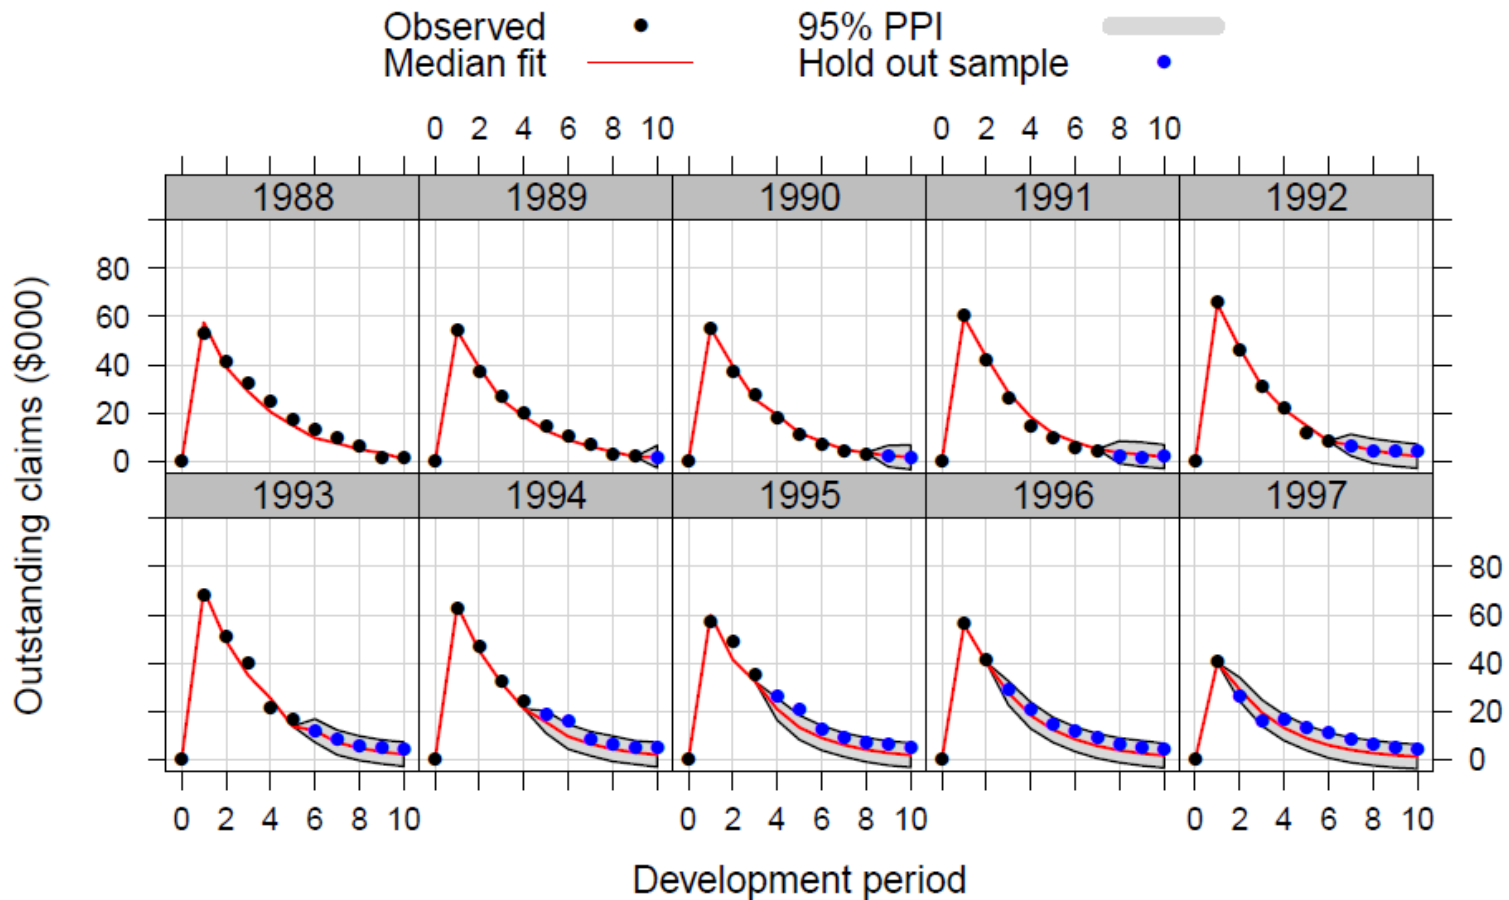 Observed 95% PPI
Median fit Hold out sample
0 2 4 6 8 10 0 2 4 6 8 10
1988 1989 1990 1991 1992
80
60
40
20
0
1993 1994 1995 1996 1997
80
60
40
20
0
0 2 4 6 8 10 0 2 4 6 8 10 0 2 4 6 8 10
Outstanding claims ($000)
Development period